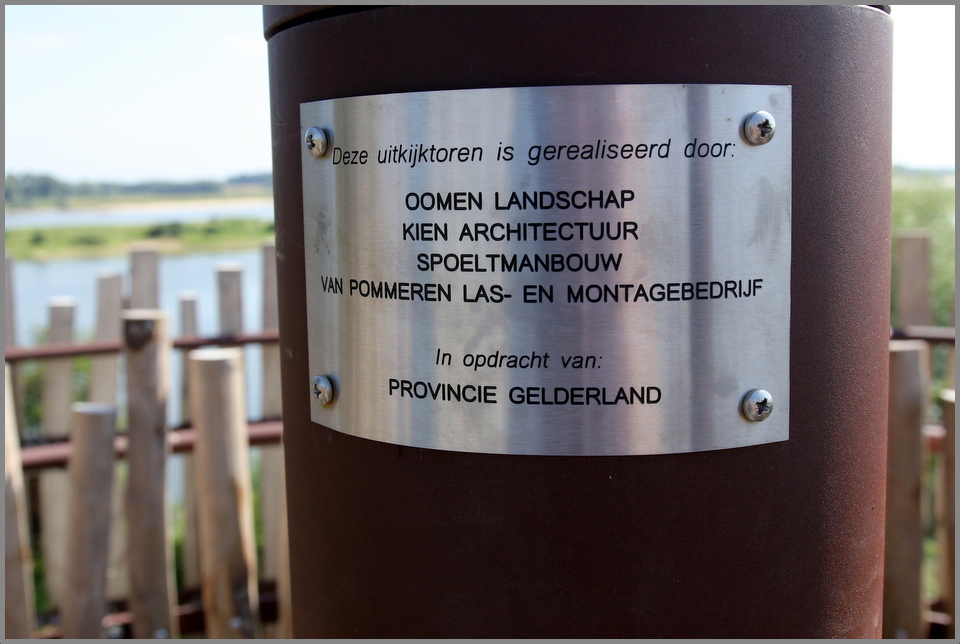 Deze uitkijktoren is gerealiseerd door:
OOMEN LANDSCHAP
KIEN ARCHITECTUUR
SPOELTMANBOUW
VAN POMMEREN LAS- EN MONTAGEBEDRIJF
In opdracht van:
PROVINCIE GELDERLAND